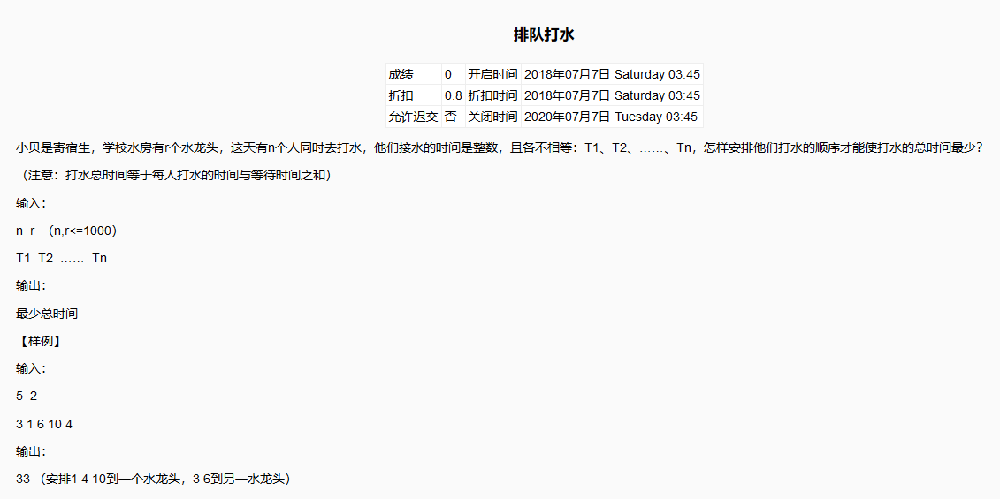 排队打水
成绩 0 开启时间 2018年07月7日 Saturday 03:45
折扣 0.8 折扣时间 2018年07月7日 Saturday 03:45
允许迟交 否 关闭时间 2020年07月7日 Tuesday 03:45
小贝是寄宿生，学校水房有r个水龙头，这天有n个人同时去打水，他们接水的时间是整数，且各不相等：T1、T2、……、Tn，怎样安排他们打水的顺序才能使打水的总时间最少？
（注意：打水总时间等于每人打水的时间与等待时间之和）
输入：
n r （n,r<=1000）
T1 T2 …… Tn
输出：
最少总时间
【样例】
输入：
5 2
3 1 6 10 4
输出：
33 （安排1 4 10到一个水龙头，3 6到另一水龙头）